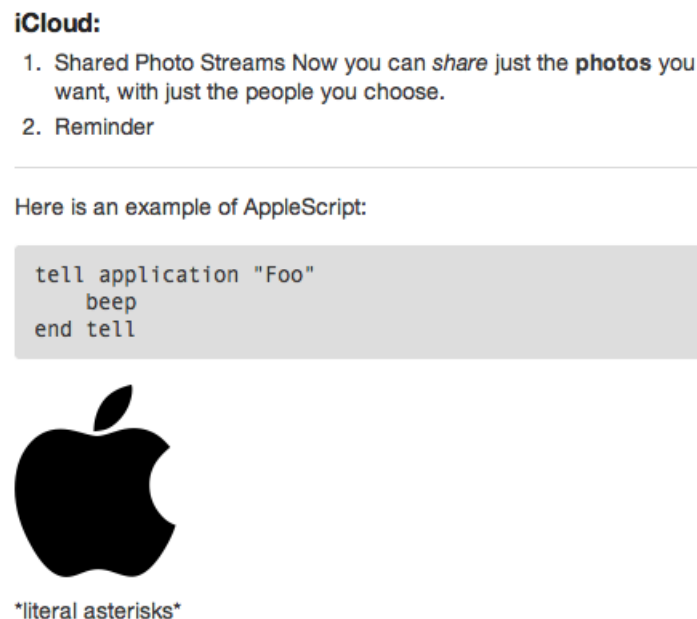 iCloud:
1. Shared Photo Streams Now you can share just the photos you
want, with just the people you choose.
2. Reminder
Here is an example of AppleScript:
tell application "Foo"
    beep
end tell
*literal asterisks*